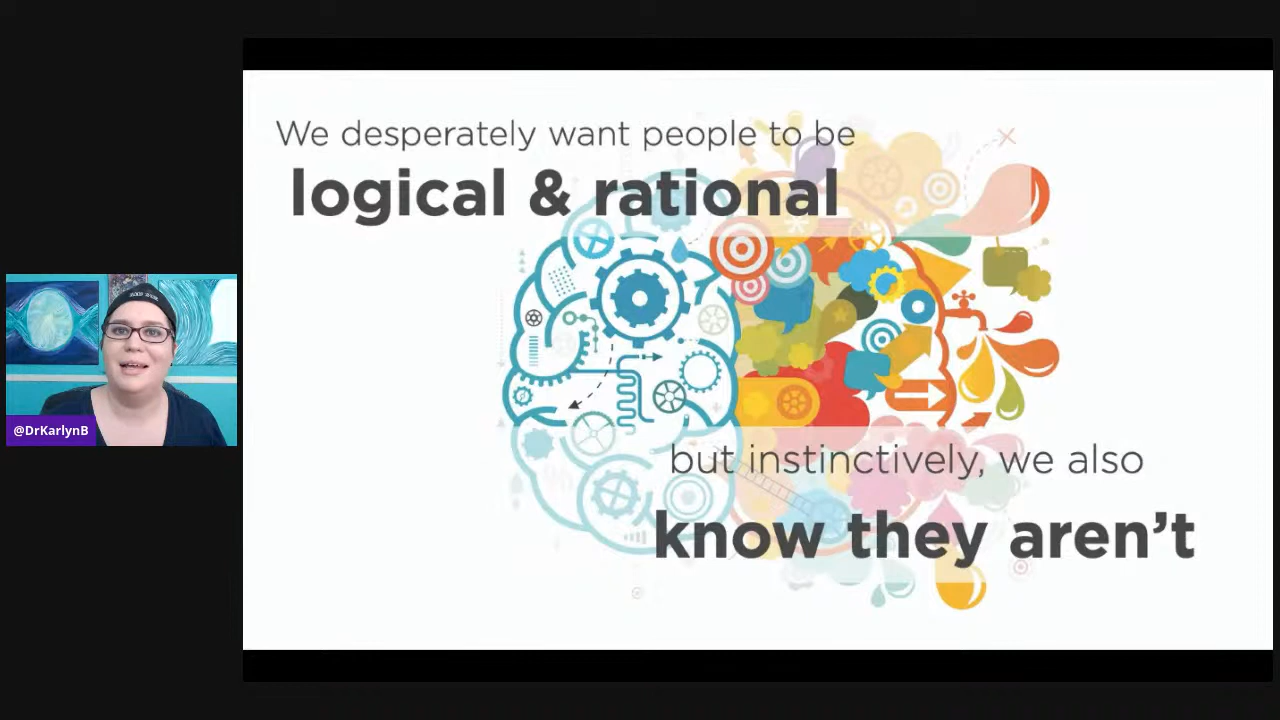 We desperately want people to be
logical & rational
but instinctively, we also
know they aren’t
@DrKarlynB